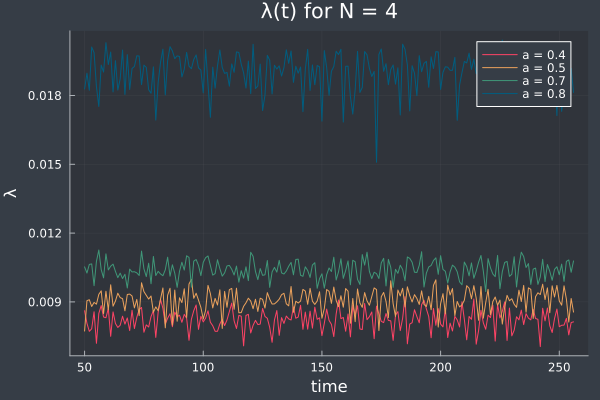 λ(t) for N = 4
a = 0.4
a = 0.5
a = 0.7
a = 0.8
0.018
0.015
0.012
0.009
λ
50
100
150
200
250
time